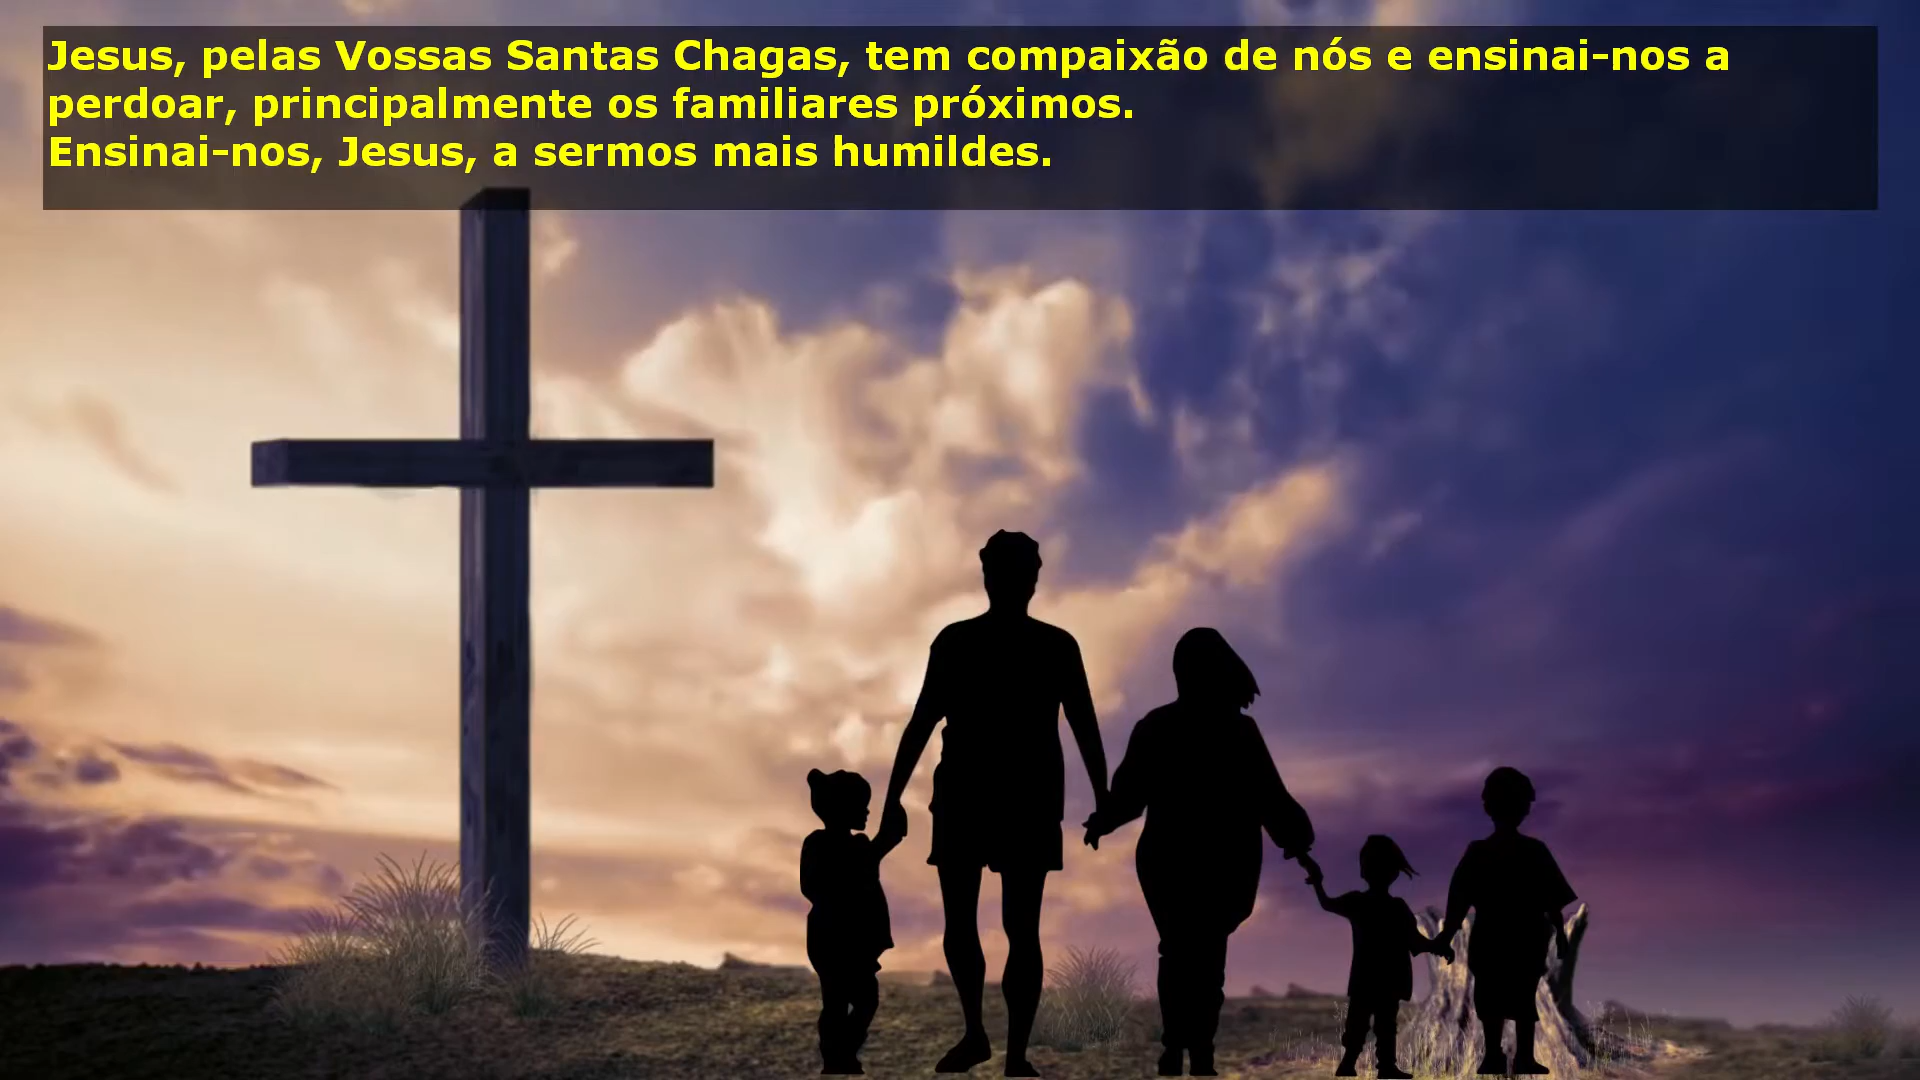 Jesus, pelas Vossas Santas Chagas, tem compaixão de nós e ensinai-nos a
perdoar, principalmente os familiares próximos.
Ensinai-nos, Jesus, a sermos mais humildes.